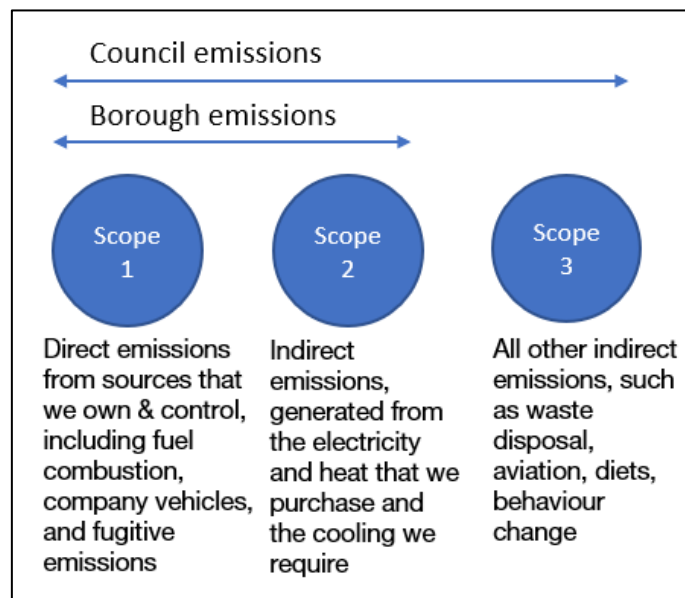 Council emissions
Borough emissions
Scope
1
Scope
2
Scope
3
Direct emissions
from sources that
we own & control,
including fuel
combustion,
company vehicles,
and fugitive
emissions
Indirect
emissions,
generated from
the electricity
and heat that we
purchase and
the cooling we
require
All other indirect
emissions, such
as waste
disposal,
aviation, diets,
behaviour
change